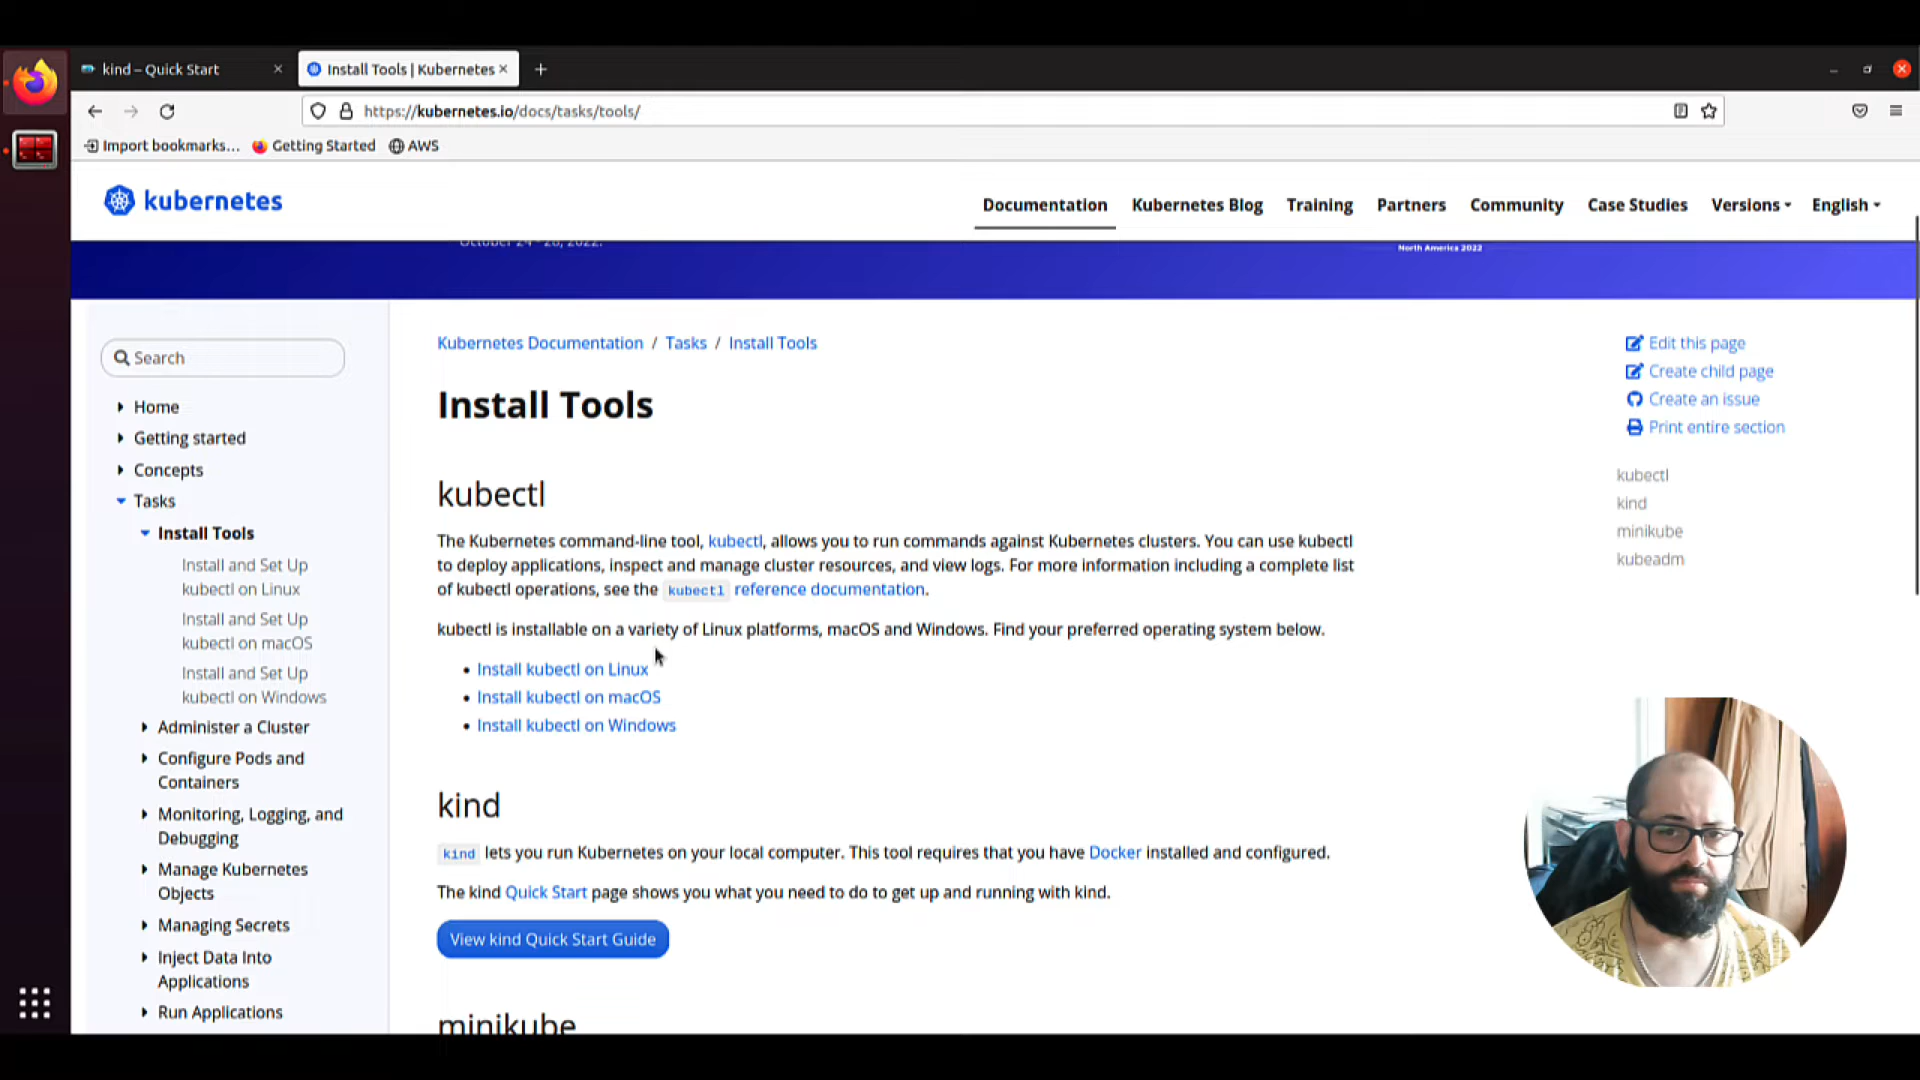 kind – Quick Start
Install Tools | Kubernetes
https://kubernetes.io/docs/tasks/tools/
Import bookmarks...
Getting Started
AWS
kubernetes
Documentation
Kubernetes Blog
Training
Partners
Community
Case Studies
Versions
English
October 24 - 28, 2022.
North America 2022
Search
Home
Getting started
Concepts
Tasks
Install Tools
Install and Set Up
kubectl on Linux
Install and Set Up
kubectl on macOS
Install and Set Up
kubectl on Windows
Administer a Cluster
Configure Pods and
Containers
Monitoring, Logging, and
Debugging
Manage Kubernetes
Objects
Managing Secrets
Inject Data Into
Applications
Run Applications
Kubernetes Documentation / Tasks / Install Tools
Install Tools
kubectl
The Kubernetes command-line tool, kubectl, allows you to run commands against Kubernetes clusters. You can use kubectl
to deploy applications, inspect and manage cluster resources, and view logs. For more information including a complete list
of kubectl operations, see the kubectl reference documentation.
kubectl is installable on a variety of Linux platforms, macOS and Windows. Find your preferred operating system below.
• Install kubectl on Linux
• Install kubectl on macOS
• Install kubectl on Windows
kind
kind lets you run Kubernetes on your local computer. This tool requires that you have Docker installed and configured.
The kind Quick Start page shows you what you need to do to get up and running with kind.
View kind Quick Start Guide
minikube
Edit this page
Create child page
Create an issue
Print entire section
kubectl
kind
minikube
kubeadm